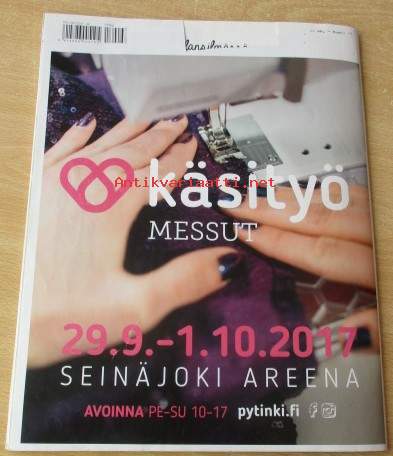 käsityö
Antikvariaatti.net
MESSUT
29.9.-1.10.2017
SEINÄJOKI AREENA
AVOINNA PE-SU 10-17 pytinki.fi